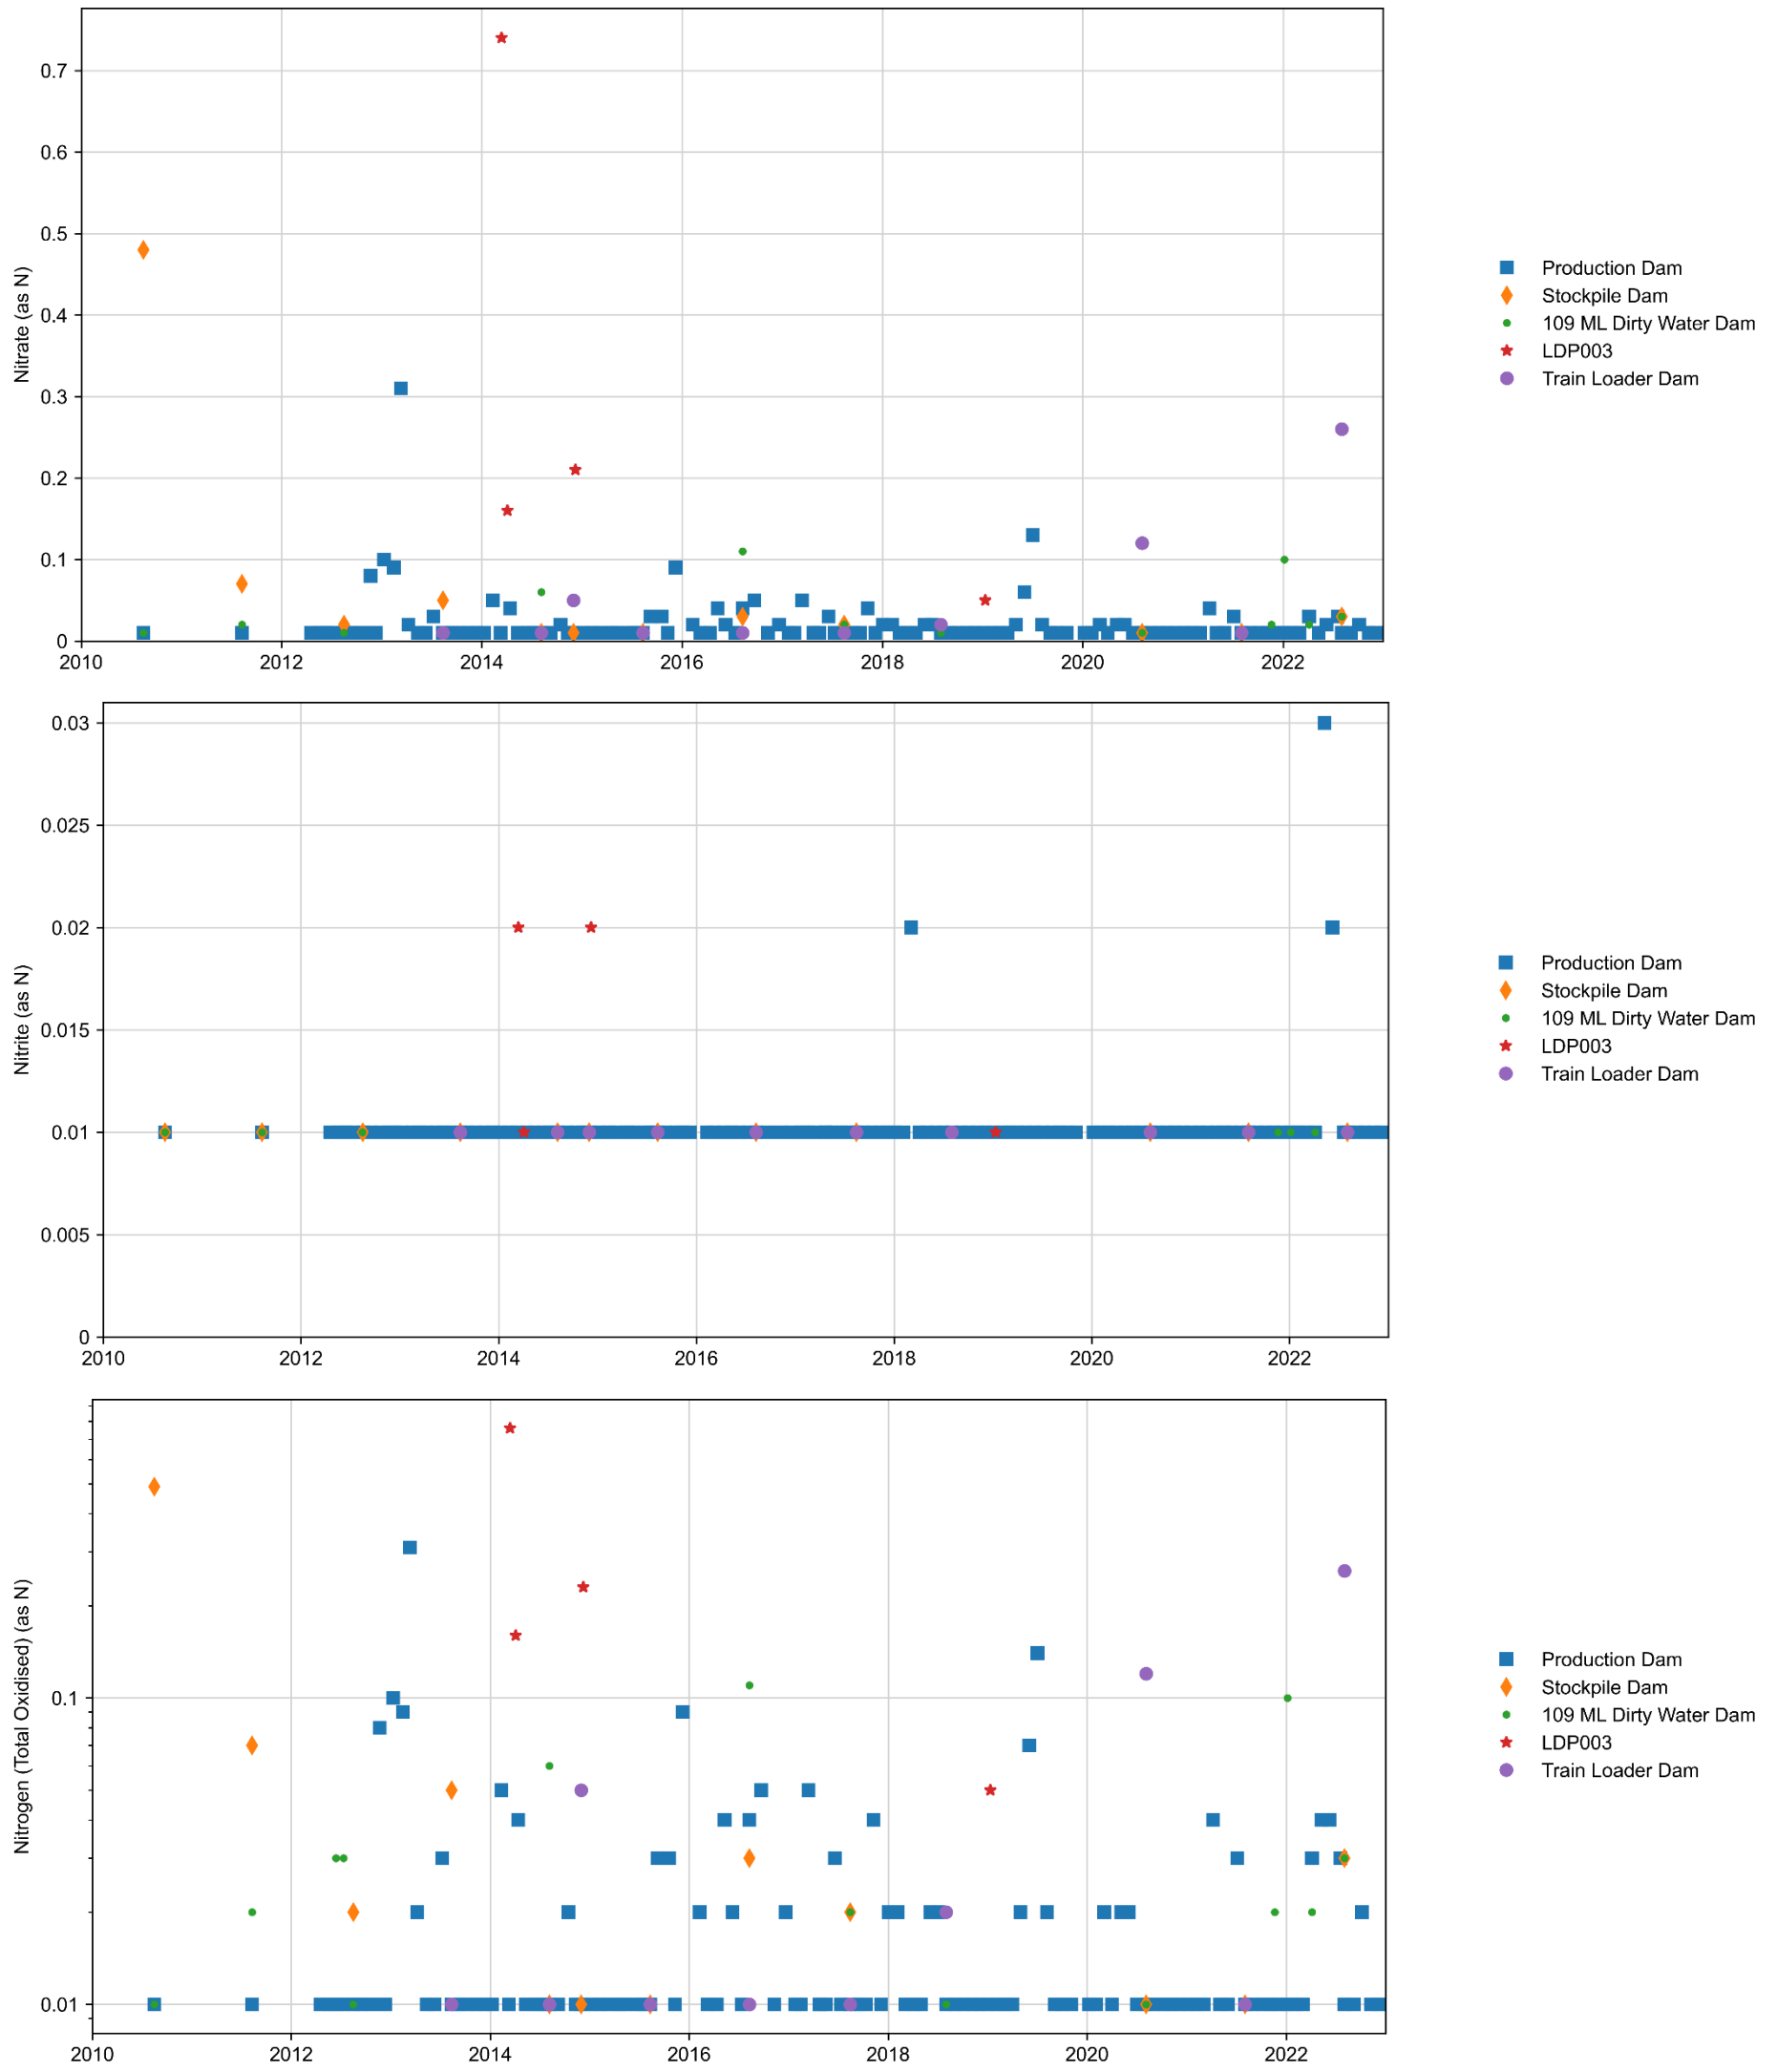 0.7
0.6
0.5
0.4
0.3
0.2
0.1
0
Nitrate (as N)
2010 2012 2014 2016 2018 2020 2022
Production Dam
Stockpile Dam
109 ML Dirty Water Dam
LDP003
Train Loader Dam
0.03
0.025
0.02
0.015
0.01
0.005
0
Nitrite (as N)
2010 2012 2014 2016 2018 2020 2022
Production Dam
Stockpile Dam
109 ML Dirty Water Dam
LDP003
Train Loader Dam
0.1
0.01
Nitrogen (Total Oxidised) (as N)
2010 2012 2014 2016 2018 2020 2022
Production Dam
Stockpile Dam
109 ML Dirty Water Dam
LDP003
Train Loader Dam